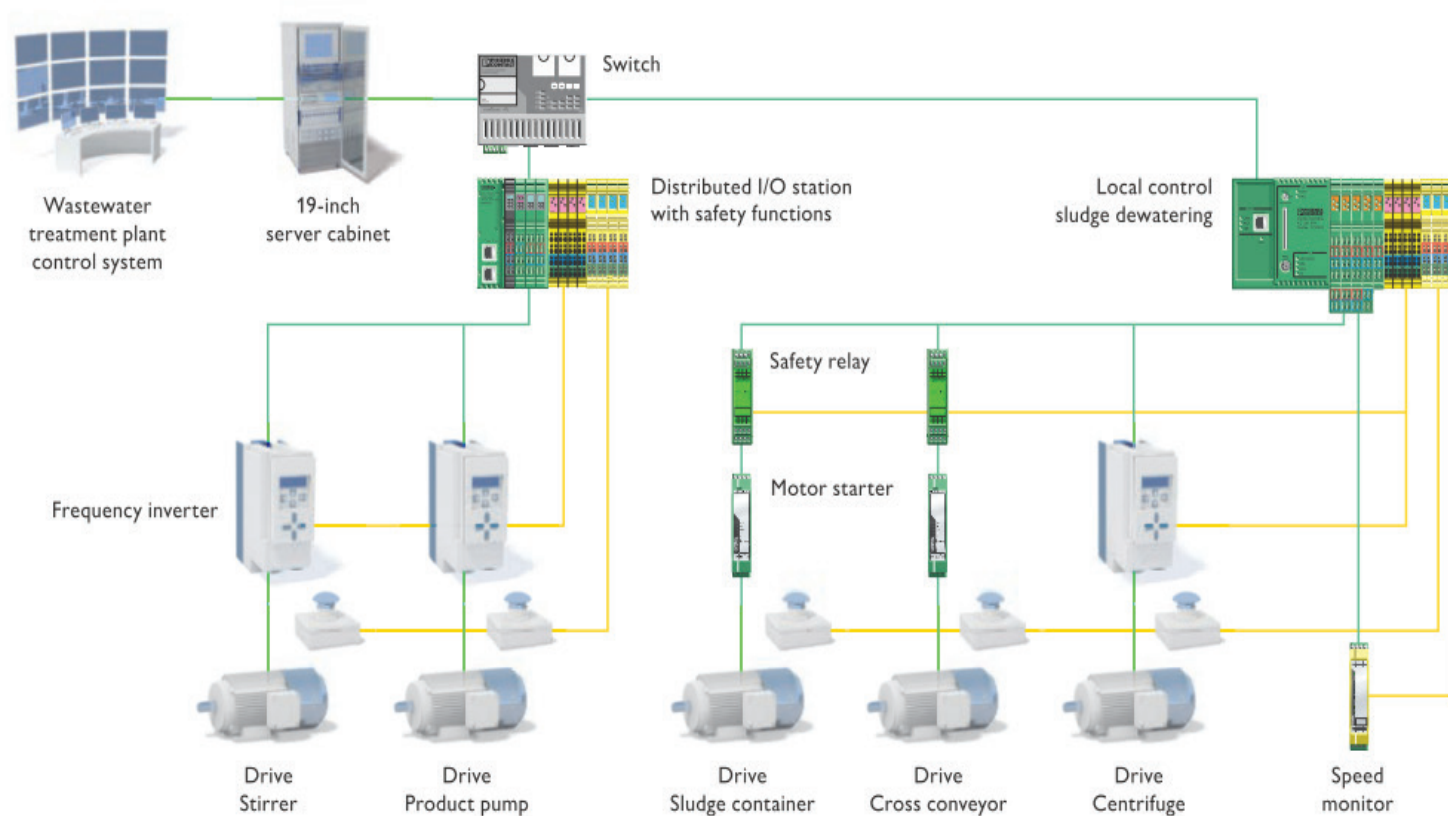 Switch
Wastewater
treatment plant
control system
19-inch
server cabinet
Distributed I/O station
with safety functions
Local control
sludge dewatering
Safety relay
Motor starter
Frequency inverter
Drive
Stirrer
Drive
Product pump
Drive
Sludge container
Drive
Cross conveyor
Drive
Centrifuge
Speed
monitor